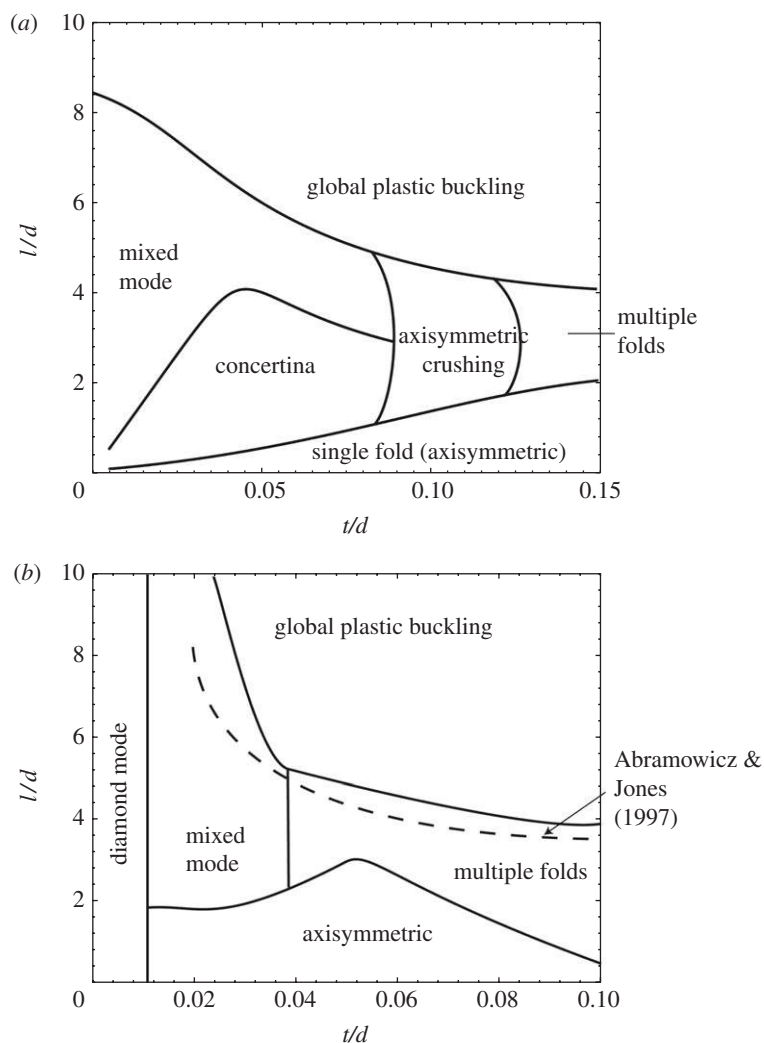 (a)
10
8
6
4
2
0
l/d
global plastic buckling
mixed
mode
concertina
axisymmetric
crushing
multiple
folds
single fold (axisymmetric)
0.05
0.10
0.15
t/d
(b)
10
8
6
4
2
0
l/d
diamond mode
global plastic buckling
Abramowicz &
Jones
(1997)
mixed
mode
multiple folds
axisymmetric
0.02
0.04
0.06
0.08
0.10
t/d